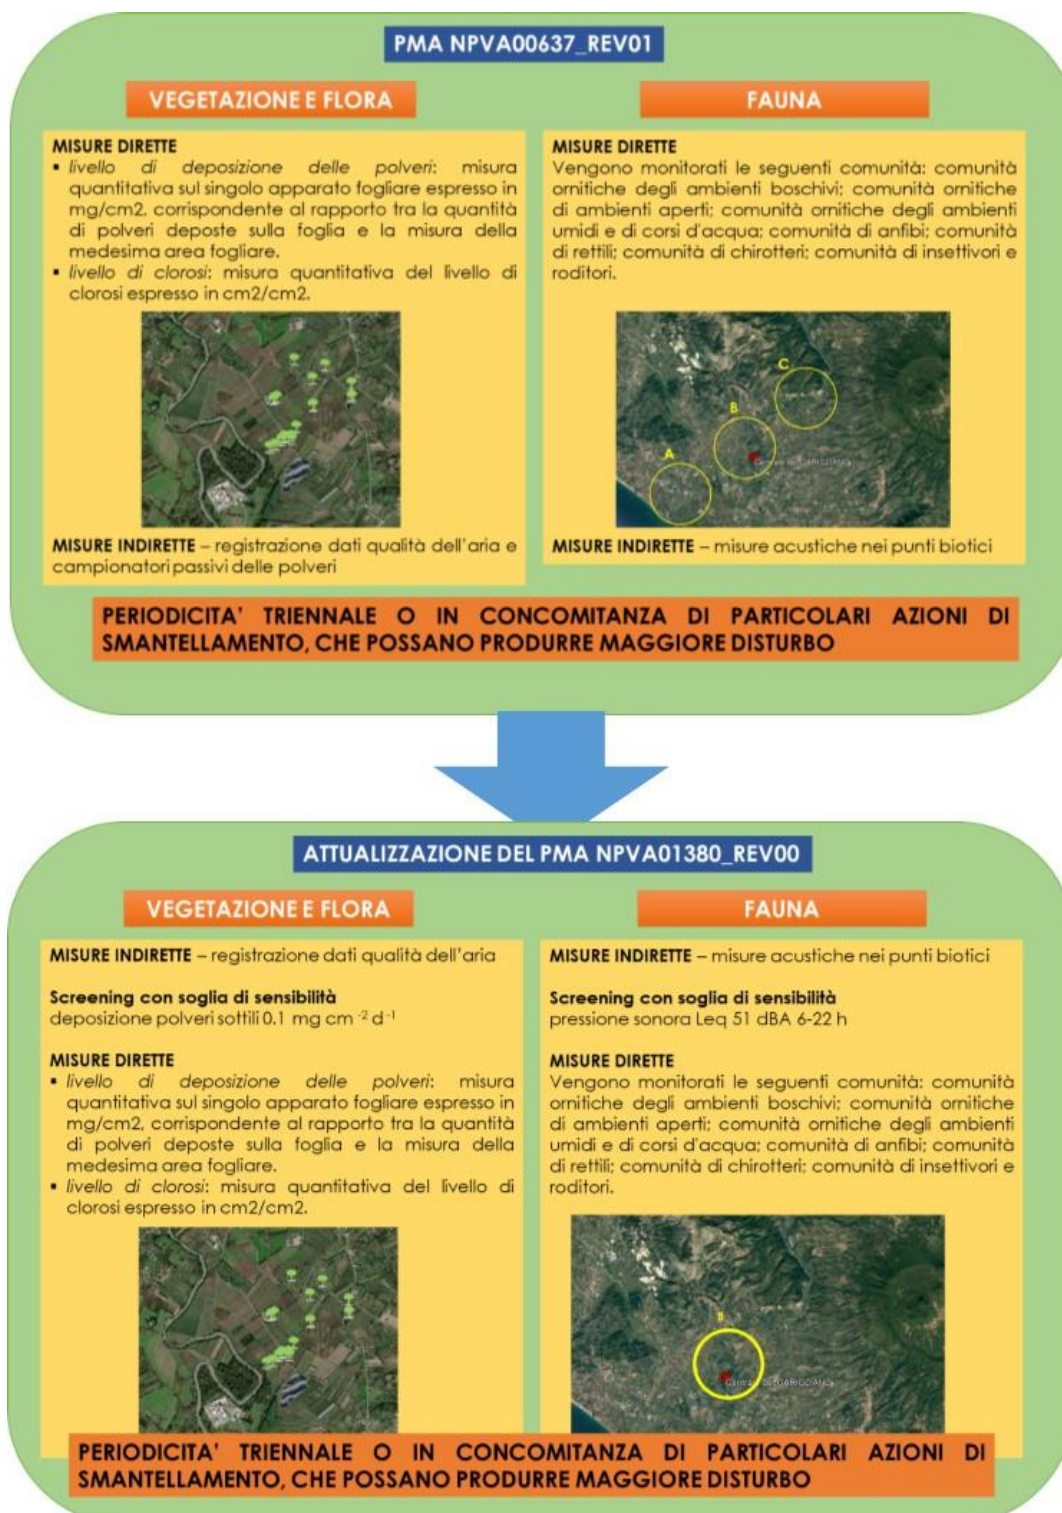 PMA NPVA00637_REV01
VEGETAZIONE E FLORA
MISURE DIRETTE
▪ livello di deposizione delle polveri: misura
quantitativa sul singolo apparato fogliare espresso in
mg/cm2, corrispondente al rapporto tra la quantità
di polveri deposte sulla foglia e la misura della
medesima area fogliare.
▪ livello di clorosi: misura quantitativa del livello di
clorosi espresso in cm2/cm2.
MISURE INDIRETTE – registrazione dati qualità dell'aria e
campionatori passivi delle polveri
FAUNA
MISURE DIRETTE
Vengono monitorati le seguenti comunità: comunità
ornitiche degli ambienti boschivi; comunità ornitiche
di ambienti aperti; comunità ornitiche degli ambienti
umidi e di corsi d'acqua; comunità di anfibi; comunità
di rettili; comunità di chirotteri; comunità di insettivori e
roditori.
C
B
A
MISURE INDIRETTE – misure acustiche nei punti biotici
PERIODICITA' TRIENNALE O IN CONCOMITANZA DI PARTICOLARI AZIONI DI
SMANTELLAMENTO, CHE POSSANO PRODURRE MAGGIORE DISTURBO
ATTUALIZZAZIONE DEL PMA NPVA01380_REV00
VEGETAZIONE E FLORA
MISURE INDIRETTE – registrazione dati qualità dell'aria
Screening con soglia di sensibilità
deposizione polveri sottili 0.1 mg cm -2 d -1
MISURE DIRETTE
▪ livello di deposizione delle polveri: misura
quantitativa sul singolo apparato fogliare espresso in
mg/cm2, corrispondente al rapporto tra la quantità
di polveri deposte sulla foglia e la misura della
medesima area fogliare.
▪ livello di clorosi: misura quantitativa del livello di
clorosi espresso in cm2/cm2.
FAUNA
MISURE INDIRETTE – misure acustiche nei punti biotici
Screening con soglia di sensibilità
pressione sonora Leq 51 dBA 6-22 h
MISURE DIRETTE
Vengono monitorati le seguenti comunità: comunità
ornitiche degli ambienti boschivi; comunità ornitiche
di ambienti aperti; comunità ornitiche degli ambienti
umidi e di corsi d'acqua; comunità di anfibi; comunità
di rettili; comunità di chirotteri; comunità di insettivori e
roditori.
B
PERIODICITA' TRIENNALE O IN CONCOMITANZA DI PARTICOLARI AZIONI DI
SMANTELLAMENTO, CHE POSSANO PRODURRE MAGGIORE DISTURBO